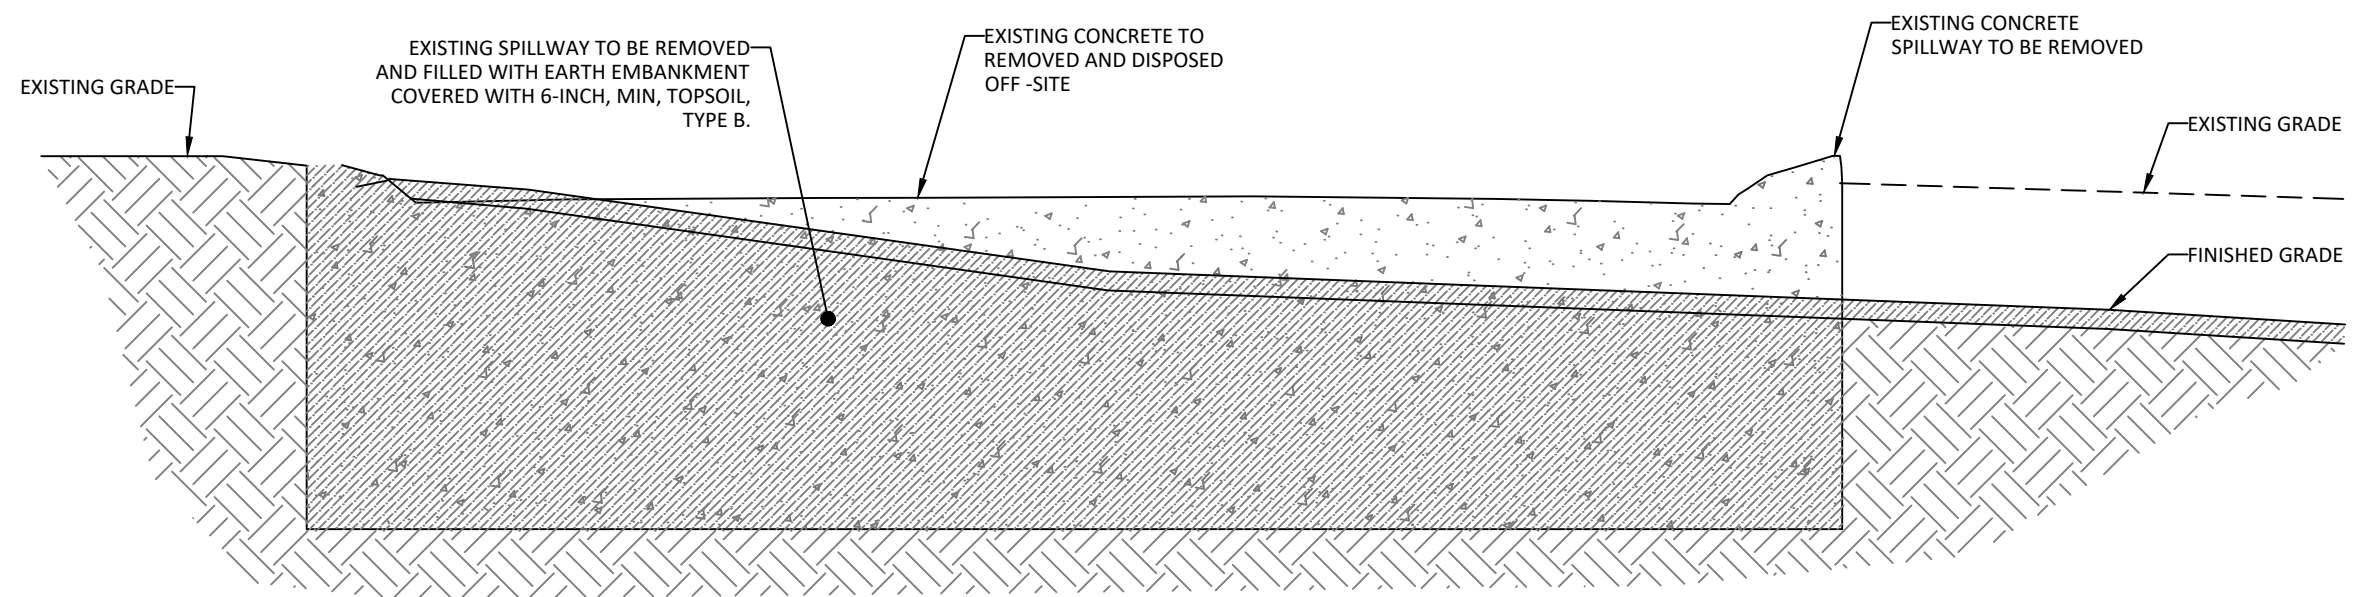 EXISTING GRADE
EXISTING SPILLWAY TO BE REMOVED
AND FILLED WITH EARTH EMBANKMENT
COVERED WITH 6-INCH, MIN, TOPSOIL,
TYPE B.
EXISTING CONCRETE TO
REMOVED AND DISPOSED
OFF -SITE
EXISTING CONCRETE
SPILLWAY TO BE REMOVED
EXISTING GRADE
FINISHED GRADE